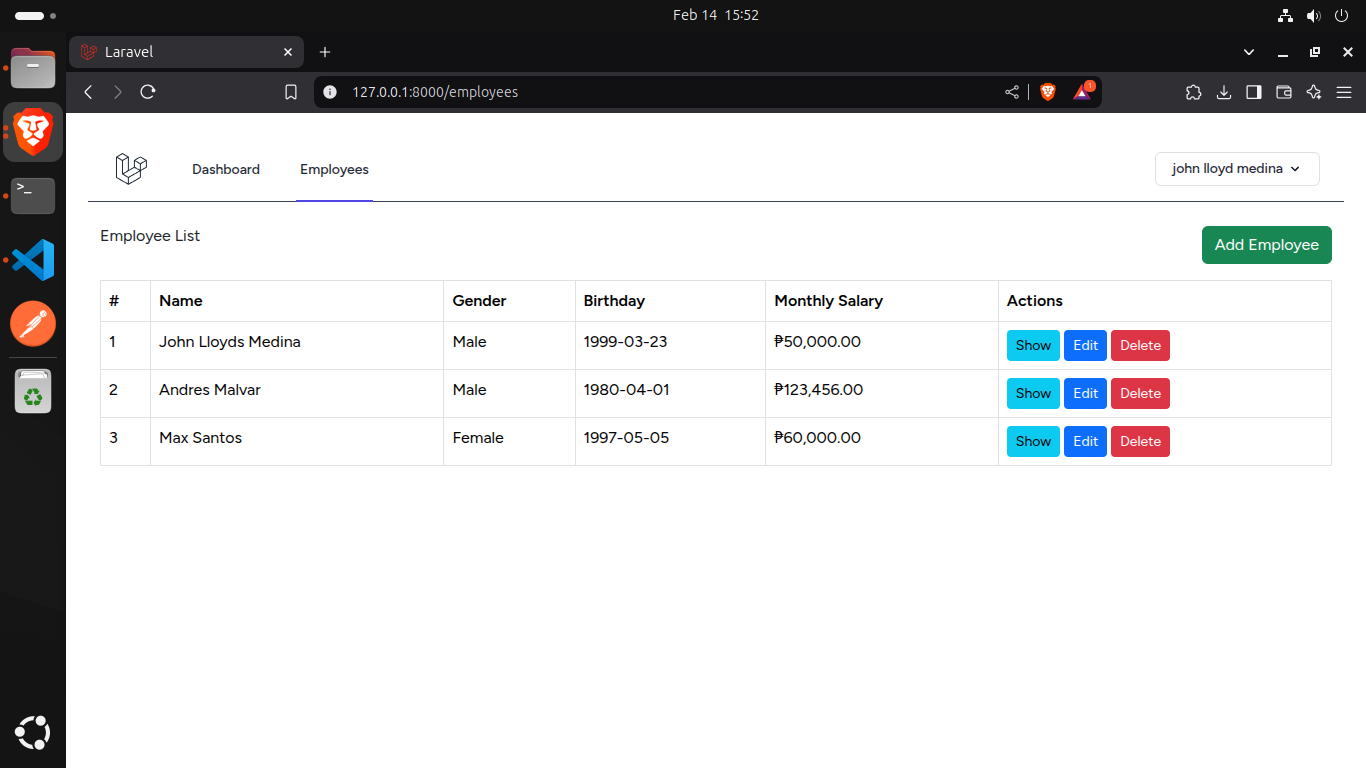 Feb 14 15:52
Laravel
127.0.0.1:8000/employees
1
Dashboard Employees john lloyd medina
Employee List
Add Employee
# Name Gender Birthday Monthly Salary Actions
1 John Lloyds Medina Male 1999-03-23 ₱50,000.00 Show Edit Delete
2 Andres Malvar Male 1980-04-01 ₱123,456.00 Show Edit Delete
3 Max Santos Female 1997-05-05 ₱60,000.00 Show Edit Delete
>_